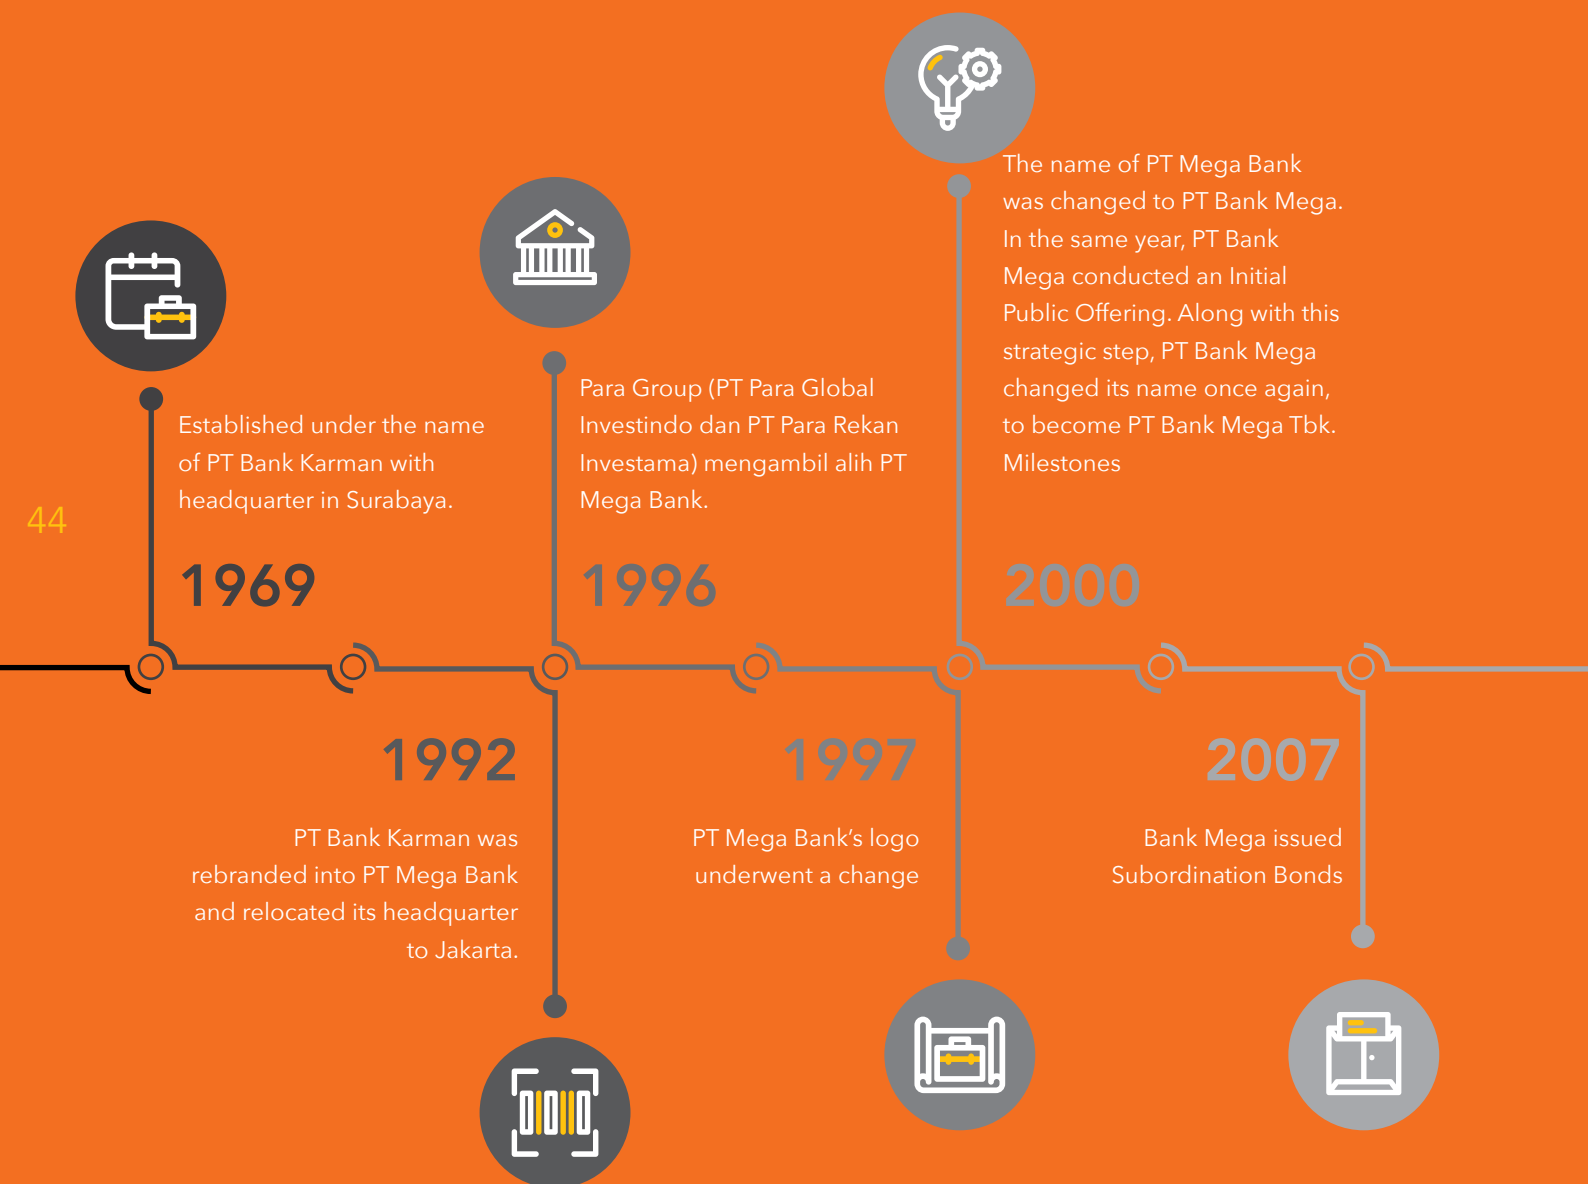 44
Established under the name
of PT Bank Karman with
headquarter in Surabaya.
1969
1992
PT Bank Karman was
rebranded into PT Mega Bank
and relocated its headquarter
to Jakarta.
Para Group (PT Para Global
Investindo dan PT Para Rekan
Investama) mengambil alih PT
Mega Bank.
1996
1997
PT Mega Bank’s logo
underwent a change
The name of PT Mega Bank
was changed to PT Bank Mega.
In the same year, PT Bank
Mega conducted an Initial
Public Offering. Along with this
strategic step, PT Bank Mega
changed its name once again,
to become PT Bank Mega Tbk.
Milestones
2000
2007
Bank Mega issued
Subordination Bonds